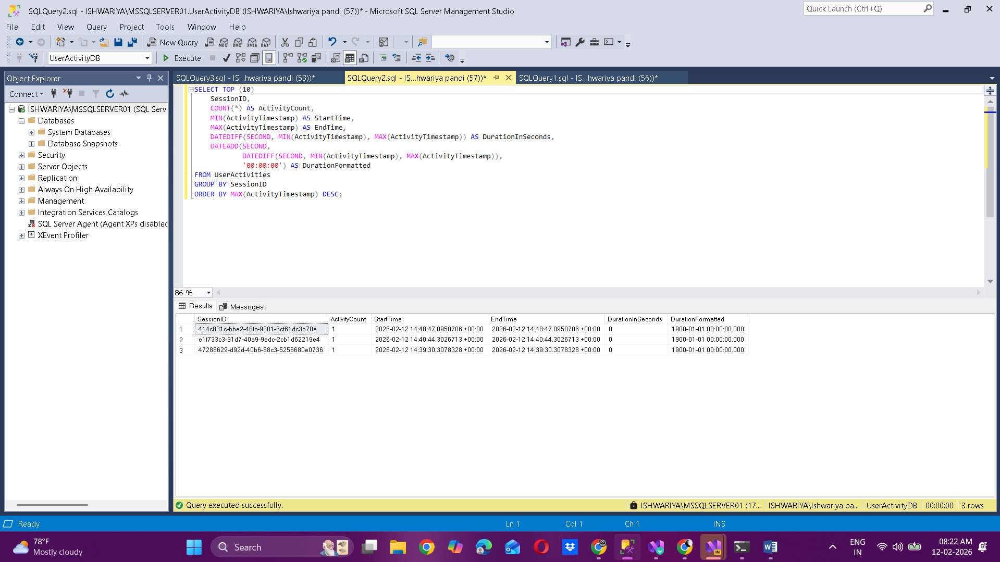 SQLQuery2.sql - ISHWARIYA\MSSQLSERVER01.UserActivityDB (ISHWARIYA\Ishwariya pandi (57))* - Microsoft SQL Server Management Studio
Quick Launch (Ctrl+Q)
File Edit View Query Project Tools Window Help
New Query MDX DMX XMLA DAX
UserActivityDB Execute
Object Explorer
Connect
ISHWARIYA\MSSQLSERVER01 (SQL Serv
Databases
System Databases
Database Snapshots
Security
Server Objects
Replication
Always On High Availability
Management
Integration Services Catalogs
SQL Server Agent (Agent XPs disabled
XEvent Profiler
SQLQuery3.sql - IS...hwariya pandi (53))* SQLQuery2.sql - IS...hwariya pandi (57))* SQLQuery1.sql - IS...hwariya pandi (56))*
SELECT TOP (10)
SessionID,
COUNT(*) AS ActivityCount,
MIN(ActivityTimestamp) AS StartTime,
MAX(ActivityTimestamp) AS EndTime,
DATEDIFF(SECOND, MIN(ActivityTimestamp), MAX(ActivityTimestamp)) AS DurationInSeconds,
DATEADD(SECOND,
DATEDIFF(SECOND, MIN(ActivityTimestamp), MAX(ActivityTimestamp)),
'00:00:00') AS DurationFormatted
FROM UserActivities
GROUP BY SessionID
ORDER BY MAX(ActivityTimestamp) DESC;
86 %
Results Messages
SessionID ActivityCount StartTime EndTime DurationInSeconds DurationFormatted
1 414c831c-bbe2-48fc-9301-6cf61dc3b70e 1 2026-02-12 14:48:47.0950706 +00:00 2026-02-12 14:48:47.0950706 +00:00 0 1900-01-01 00:00:00.000
2 e1f733c3-91d7-40a9-9edc-2cb1d62219e4 1 2026-02-12 14:40:44.3026713 +00:00 2026-02-12 14:40:44.3026713 +00:00 0 1900-01-01 00:00:00.000
3 47288629-d92d-40b6-88c3-5256680e0736 1 2026-02-12 14:39:30.3078328 +00:00 2026-02-12 14:39:30.3078328 +00:00 0 1900-01-01 00:00:00.000
Query executed successfully. ISHWARIYA\MSSQLSERVER01 (17... ISHWARIYA\Ishwariya pa... UserActivityDB 00:00:00 3 rows
Ready Ln 1 Col 1 Ch 1 INS
78°F
Mostly cloudy
Search
ENG
IN
08:22 AM
12-02-2026